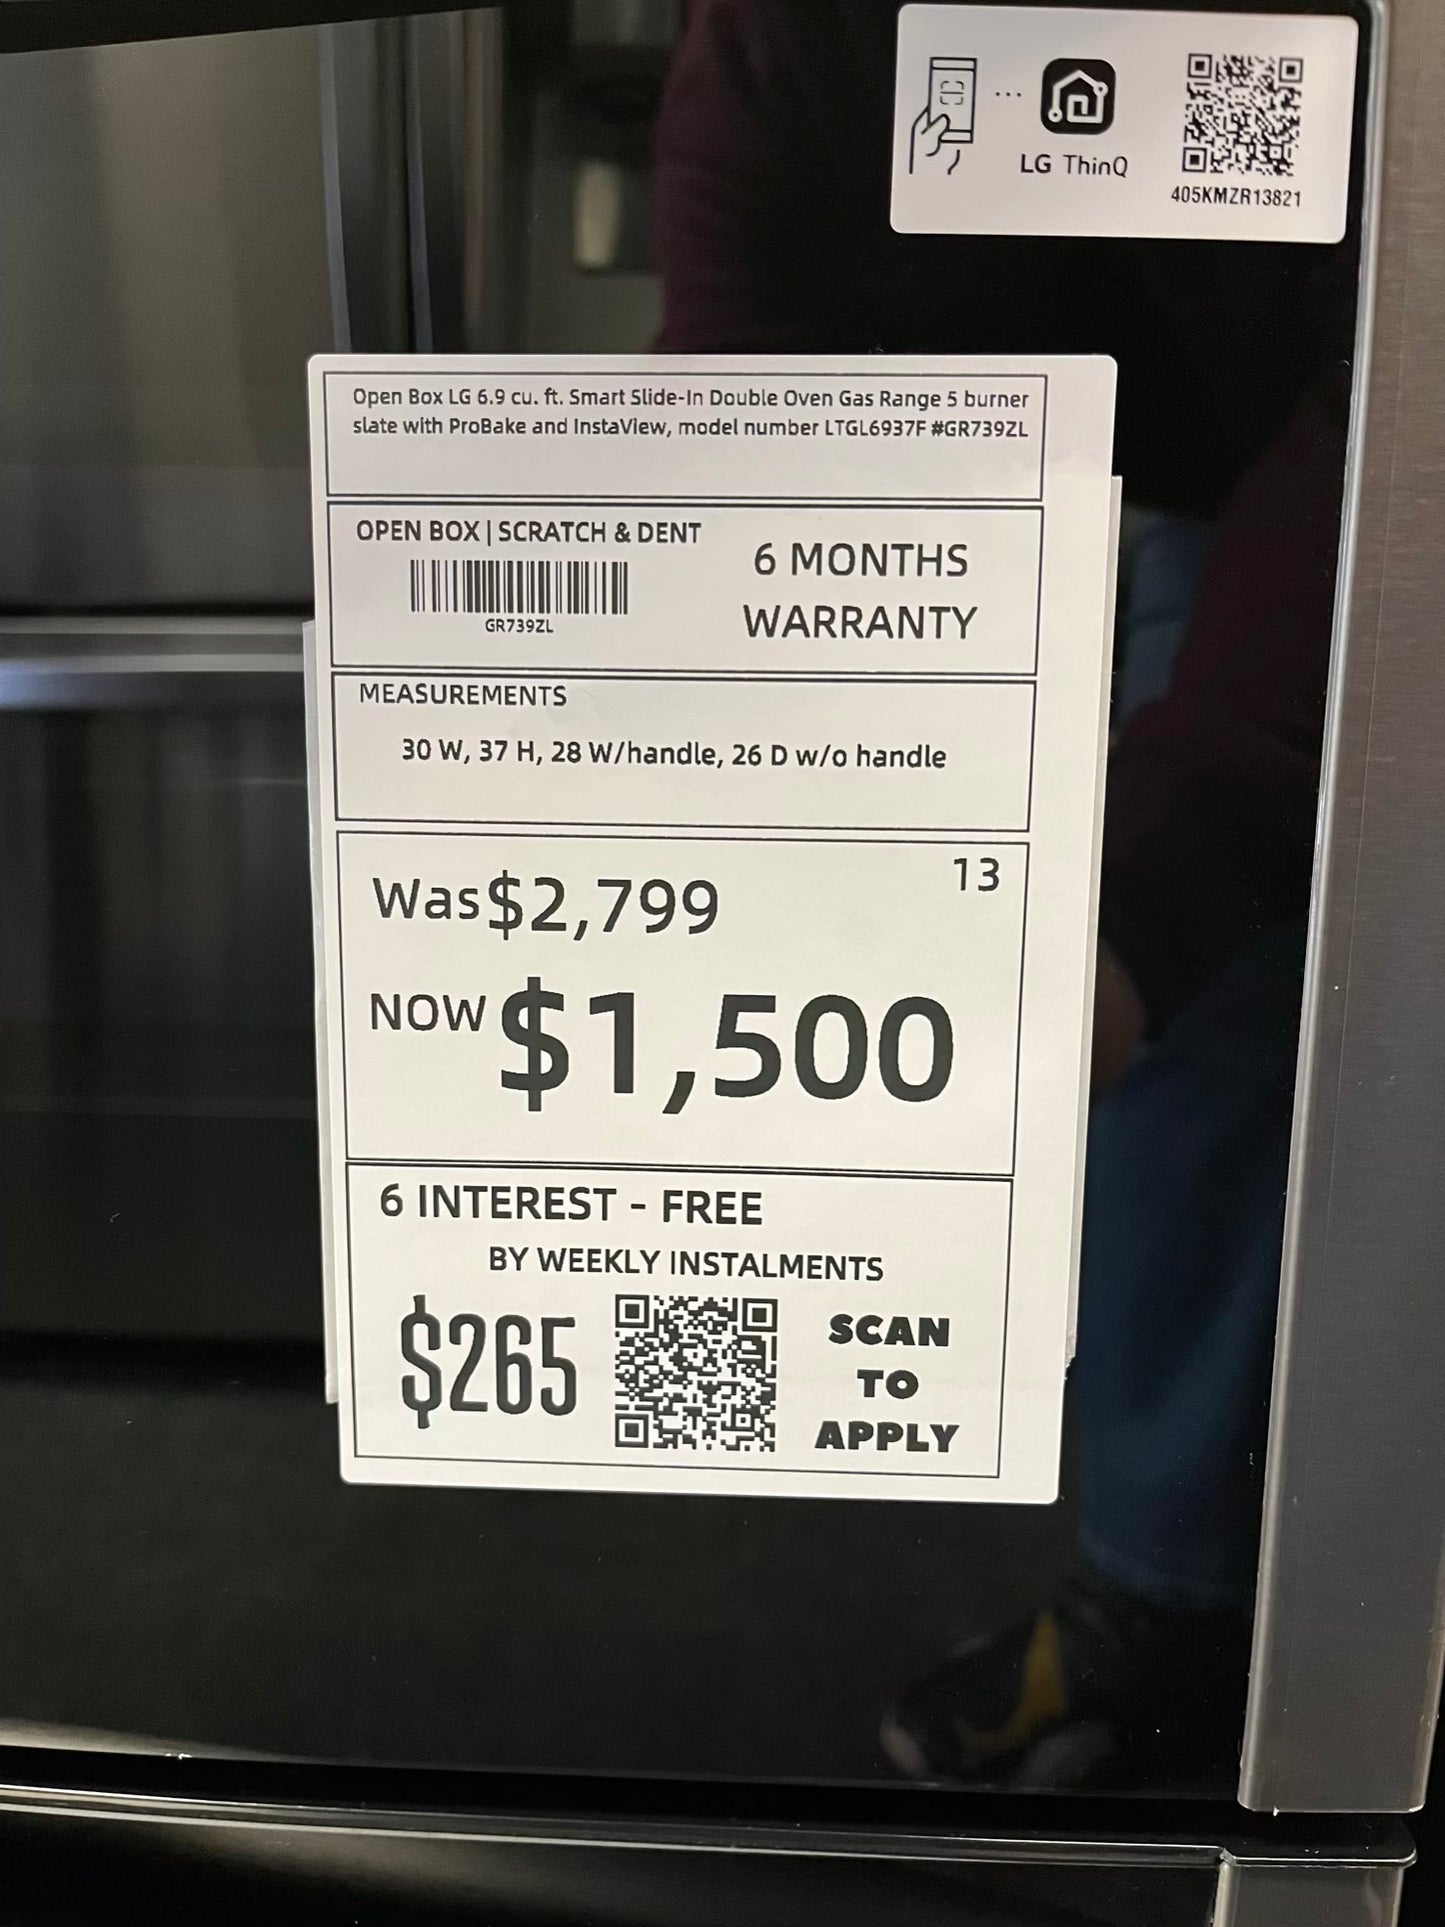 LG ThinQ
405KMZR13821
Open Box LG 6.9 cu. ft. Smart Slide-In Double Oven Gas Range 5 burner
slate with ProBake and InstaView, model number LTGL6937F #GR739ZL
OPEN BOX | SCRATCH & DENT
GR739ZL
6 MONTHS
WARRANTY
MEASUREMENTS
30 W, 37 H, 28 W/handle, 26 D w/o handle
13
Was $2,799
NOW $1,500
6 INTEREST - FREE
BY WEEKLY INSTALMENTS
$265
SCAN
TO
APPLY